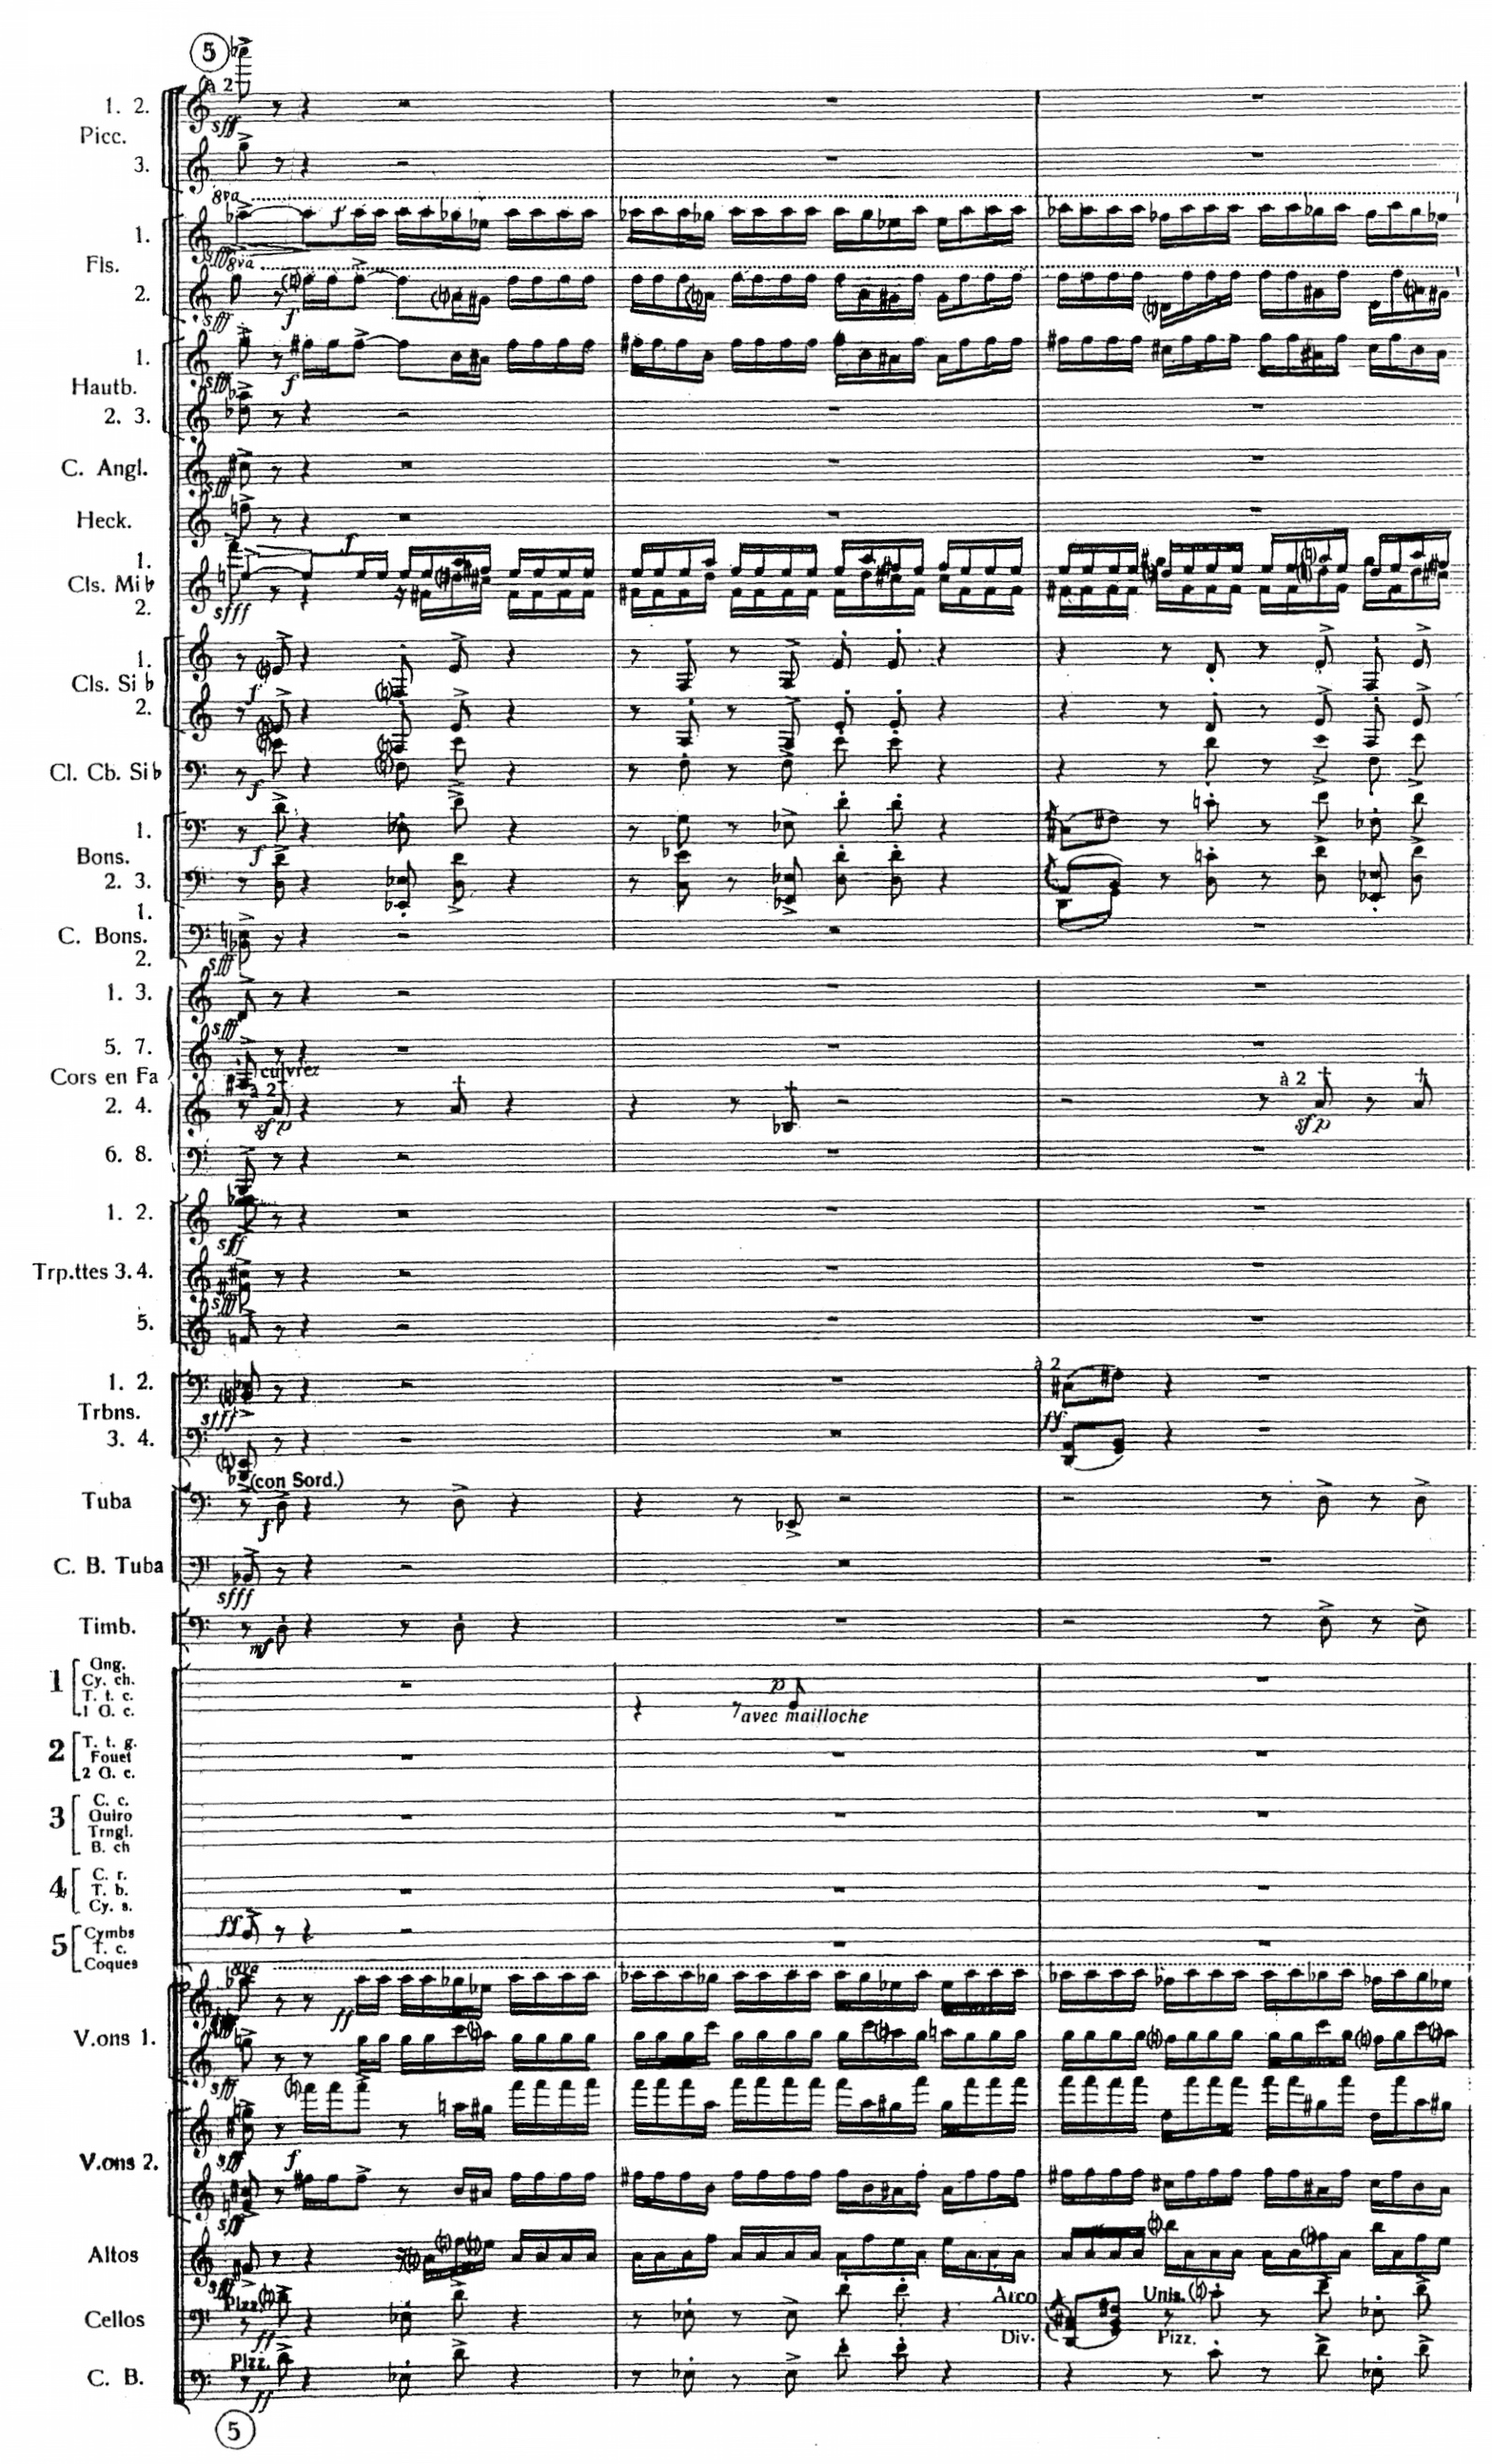 5
à 2
1. 2.
sff
Picc.
3.
8va
f
1.
sfff
8va
Fls.
2.
sff
f
1.
sff
f
Hautb.
2. 3.
C. Angl.
sff
Heck.
f
1.
Cls. Mi♭
2.
sfff
1.
f
Cls. Si♭
2.
Cl. Cb. Si♭
f
1.
f
Bons.
2. 3.
1.
C. Bons.
2.
sff
1. 3.
sff
5. 7.
cuivrez
Cors en Fa
à 2
à 2
2. 4.
sfp
sfp
6. 8.
1. 2.
sff
Trp.ttes 3. 4.
sff
5.
à 2
1. 2.
sfff
ff
Trbns.
3. 4.
(con Sord.)
Tuba
f
C. B. Tuba
sfff
Timb.
mf
1
Gng.
Cy. ch.
T. t. c.
1 G. c.
p
avec mailloche
2
T. t. g.
Fouet
2 G. c.
3
C. c.
Guiro
Trngl.
B. ch
4
C. r.
T. b.
Cy. s.
ff
5
Cymbs
T. c.
Coques
8va
ff
V.ons 1.
sff
sff
f
V.ons 2.
sff
Altos
sff
Pizz.
Arco
Unis.
Cellos
ff
Div.
Pizz.
Pizz.
C. B.
ff
5